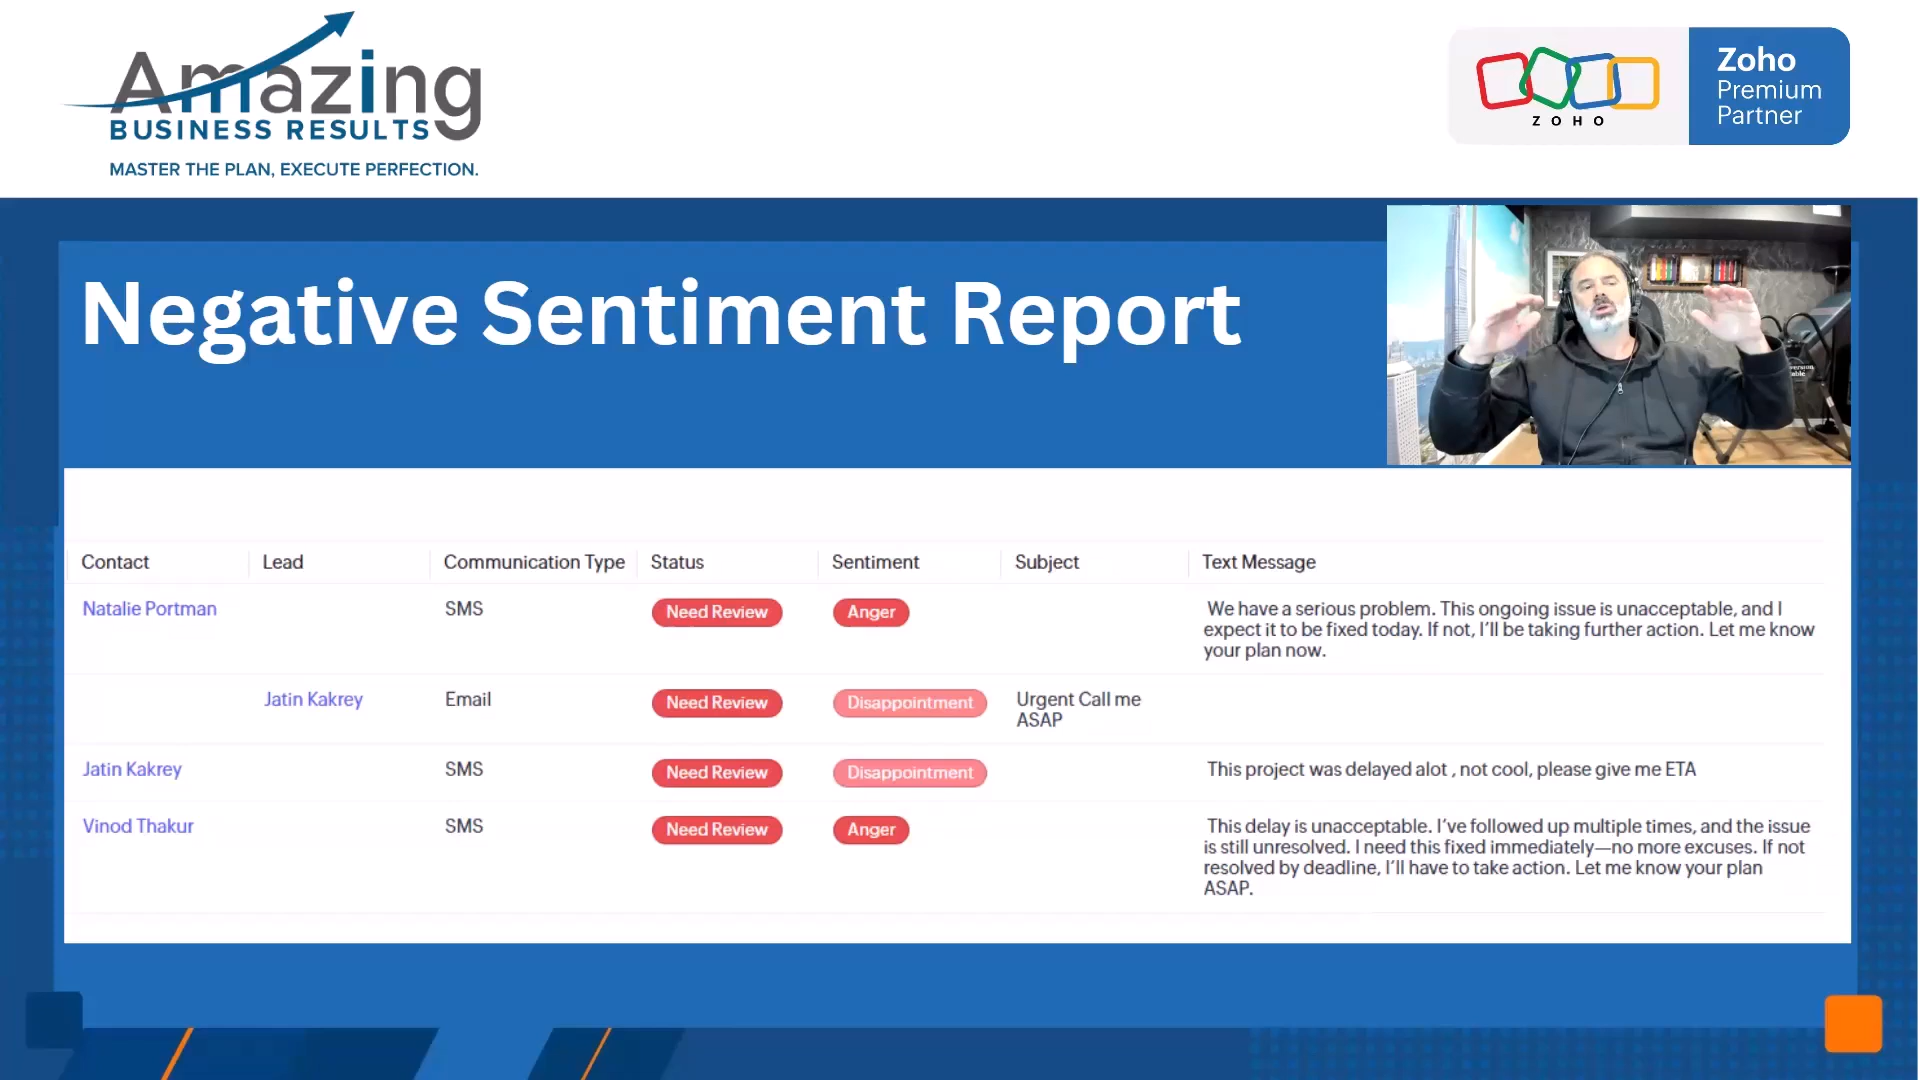 Amazing
BUSINESS RESULTS
MASTER THE PLAN, EXECUTE PERFECTION.
ZOHO
Zoho
Premium
Partner
Negative Sentiment Report
Contact Lead Communication Type Status Sentiment Subject Text Message
Natalie Portman SMS Need Review Anger We have a serious problem. This ongoing issue is unacceptable, and I
expect it to be fixed today. If not, I'll be taking further action. Let me know
your plan now.
Jatin Kakrey Email Need Review Disappointment Urgent Call me
ASAP
Jatin Kakrey SMS Need Review Disappointment This project was delayed alot , not cool, please give me ETA
Vinod Thakur SMS Need Review Anger This delay is unacceptable. I've followed up multiple times, and the issue
is still unresolved. I need this fixed immediately—no more excuses. If not
resolved by deadline, I'll have to take action. Let me know your plan
ASAP.